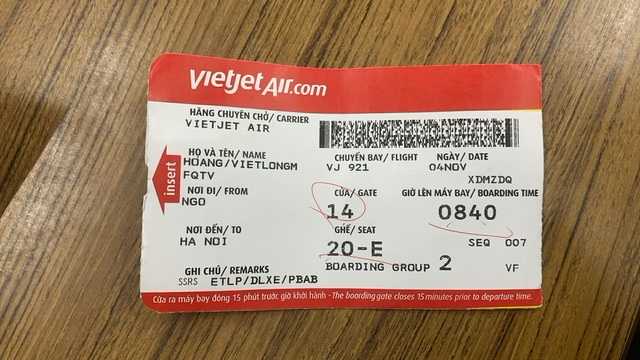 vietjetAir.com
HÃNG CHUYÊN CHỞ/ CARRIER
VIETJET AIR
HỌ VÀ TÊN/ NAME
HOANG/VIETLONGM
FQTV
CHUYẾN BAY/ FLIGHT
VJ 921
NGÀY/ DATE
04NOV
XDMZDQ
insert
NƠI ĐI/ FROM
NGO
CỬA/ GATE
14
GIỜ LÊN MÁY BAY/ BOARDING TIME
0840
NƠI ĐẾN/ TO
HA NOI
GHẾ/ SEAT
20-E
SEQ 007
BOARDING GROUP 2
VF
GHI CHÚ/ REMARKS
SSRS ETLP/DLXE/PBAB
Cửa ra máy bay đóng 15 phút trước giờ khởi hành - The boarding gate closes 15 minutes prior to departure time.